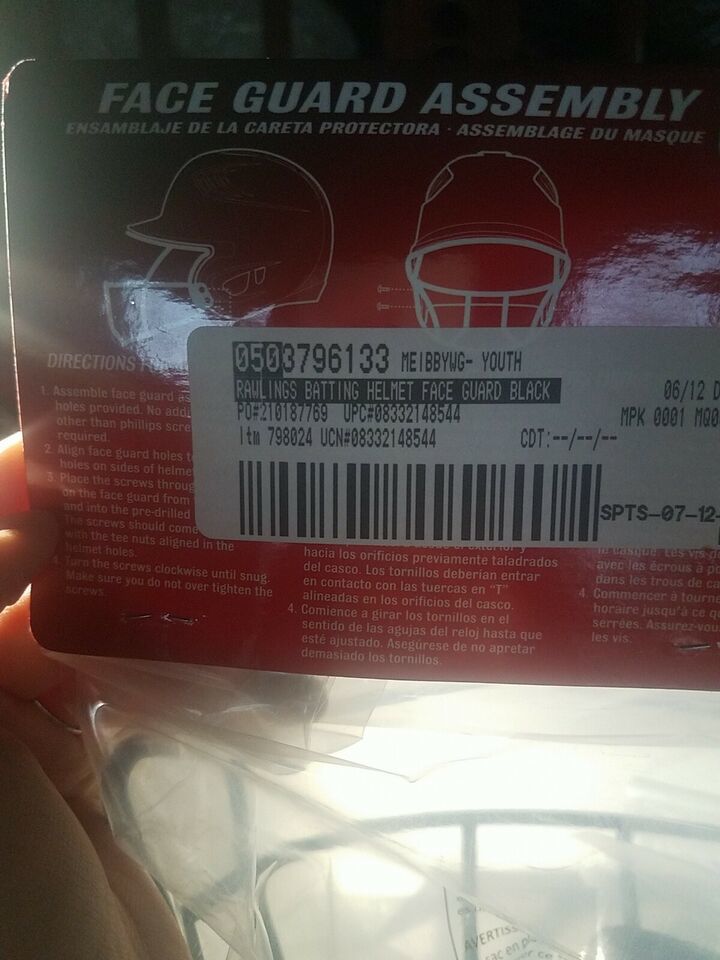 FACE GUARD ASSEMBLY
ENSAMBLAJE DE LA CARETA PROTECTORA · ASSEMBLAGE DU MASQUE
0503796133 MEIBBYWG- YOUTH
RAWLINGS BATTING HELMET FACE GUARD BLACK
06/12 D
PO#210187769 UPC#08332148544
MPK 0001
Itm 798024 UCN#08332148544
CDT:--/--/--
SPTS-07-12-
DIRECTIONS
1. Assemble face guard as
holes provided. No
other than phillips
required.
2. Align face guard holes
holes on sides of
3. Place the screws
on the face guard from
and into the pre-drilled
The screws should come
with the tee nuts aligned in the
helmet holes.
4. Turn the screws clockwise until snug.
Make sure you do not over tighten the
screws.
hacia los orificios previamente taladrados
del casco. Los tornillos deberían entrar
en contacto con las tuercas en "T"
alineadas en los orificios del casco.
4. Comience a girar los tornillos en el
sentido de las agujas del reloj hasta que
esté ajustado. Asegúrese de no apretar
demasiado los tornillos.
le casque. Les vis
avec les écrous à
dans les trous de
4. Commencer à
horaire jusqu'à ce
serrées.
les vis.